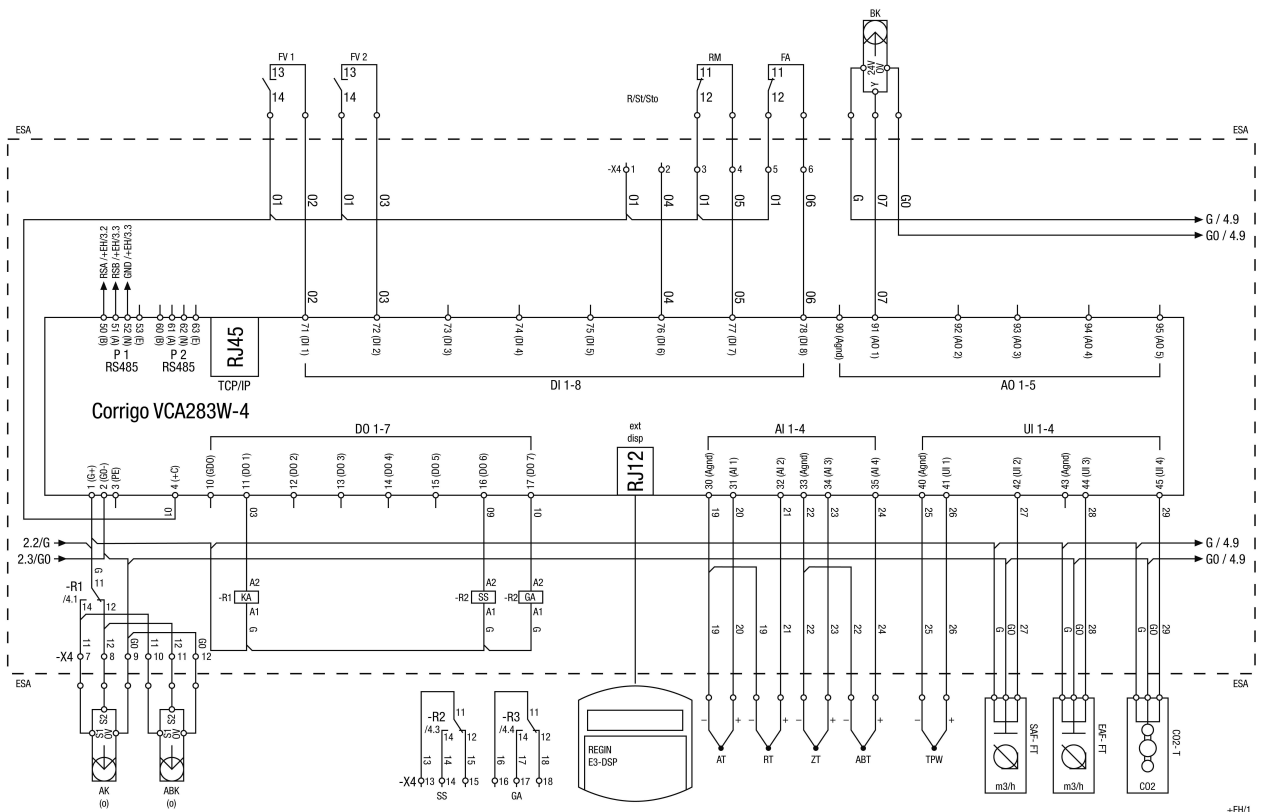 BK
FV 1
FV 2
RM
FA
13
13
11
11
24V
0V
Y
14
14
12
12
R/St/Sto
ESA
ESA
-X4
1
2
3
4
5
6
01
02
01
03
01
04
01
05
01
06
G
07
G0
G / 4.9
G0 / 4.9
RSA /+EH/3.2
RSB /+EH/3.3
GND /+EH/3.3
02
03
04
05
06
07
50 (B)
51 (A)
52 (N)
53 (E)
60 (B)
61 (A)
62 (N)
63 (E)
P 1
RS485
P 2
RS485
RJ45
TCP/IP
71 (DI 1)
72 (DI 2)
73 (DI 3)
74 (DI 4)
75 (DI 5)
76 (DI 6)
77 (DI 7)
78 (DI 8)
90 (Agnd)
91 (AO 1)
92 (AO 2)
93 (AO 3)
94 (AO 4)
95 (AO 5)
DI 1-8
AO 1-5
Corrigo VCA283W-4
DO 1-7
ext
disp
RJ12
AI 1-4
UI 1-4
1 (G+)
2 (G0-)
3 (PE)
4 (+C)
10 (GDO)
11 (DO 1)
12 (DO 2)
13 (DO 3)
14 (DO 4)
15 (DO 5)
16 (DO 6)
17 (DO 7)
30 (Agnd)
31 (AI 1)
32 (AI 2)
33 (Agnd)
34 (AI 3)
35 (AI 4)
40 (Agnd)
41 (UI 1)
42 (UI 2)
43 (Agnd)
44 (UI 3)
45 (UI 4)
01
03
09
10
19
20
21
22
23
24
25
26
27
28
29
2.2/G
2.3/G0
G / 4.9
G0 / 4.9
G
-R1
/4.1
11
14
12
-R1
KA
A2
A1
G
-R2
SS
A2
A1
G
-R2
GA
A2
A1
G
11
12
G0
11
12
G0
-X4
7
8
9
10
11
12
19
20
19
21
22
23
22
24
25
26
G
G0
27
G
G0
28
G
G0
29
ESA
ESA
S1
S2
0V
S1
S2
0V
AK
(o)
ABK
(o)
-R2
/4.3
11
14
12
13
14
15
-X4
13
14
15
SS
-R3
/4.4
11
14
12
16
17
18
16
17
18
GA
REGIN
E3-DSP
–
+
–
+
–
+
–
+
–
+
AT
RT
ZT
ABT
TPW
SAF- FT
m3/h
EAF- FT
m3/h
CO2- T
CO2
+EH/1